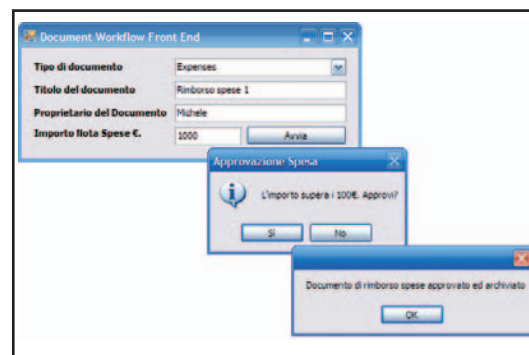 Document Workflow Front End
Tipo di documento Expenses
Titolo del documento Rimborso spese 1
Proprietario del Documento Michele
Importo Nota Spese €. 1000 Avvia
Approvazione Spesa
L'importo supera i 100€. Approvi?
Sì No
Documento di rimborso spese approvato ed archiviato
OK